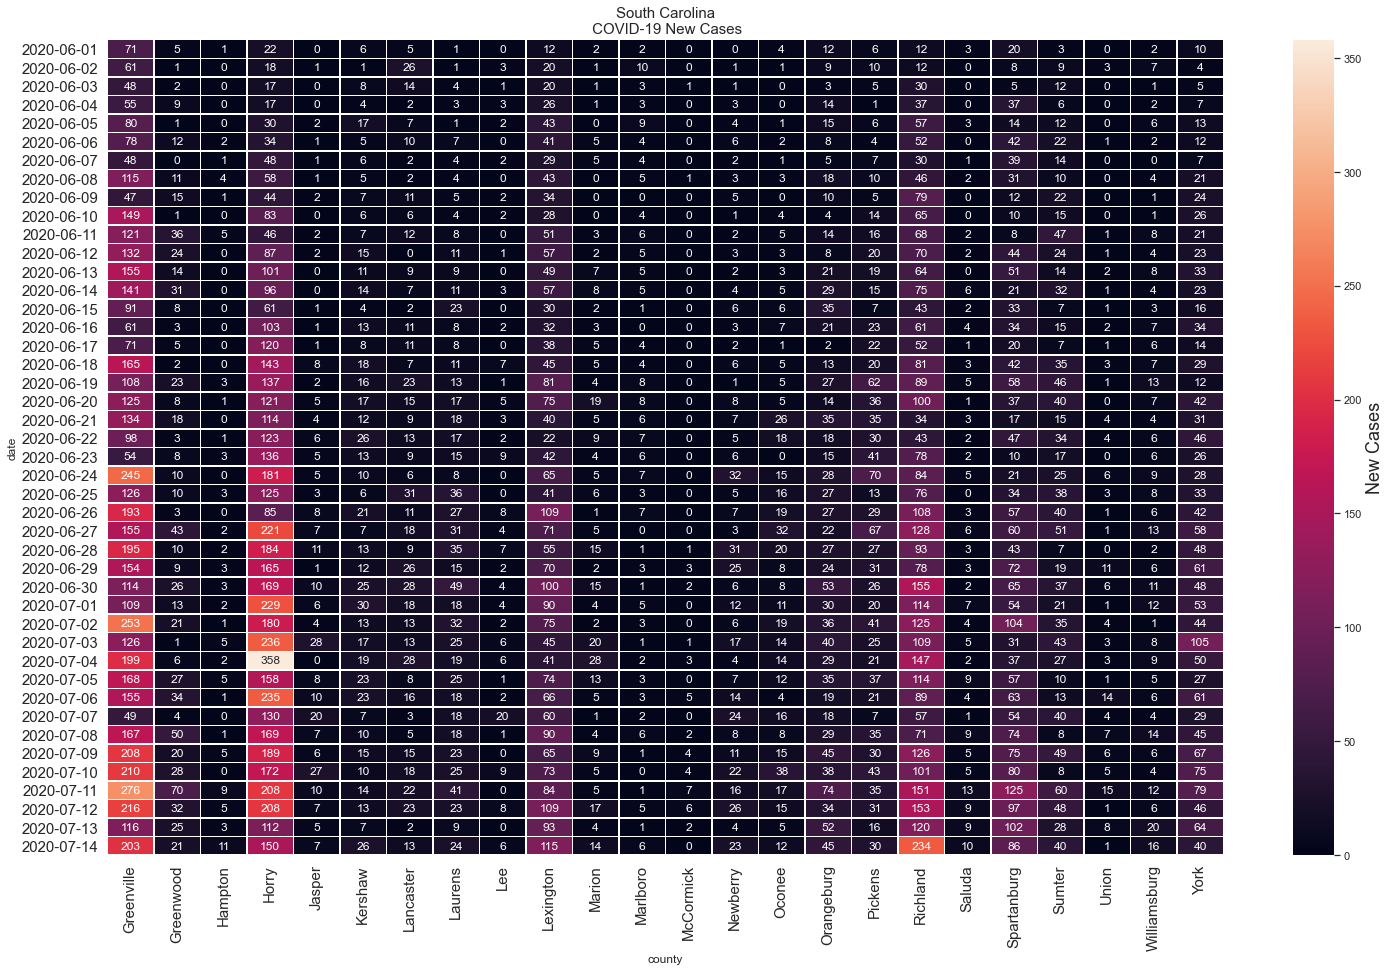 South Carolina
COVID-19 New Cases
2020-06-01 71 5 1 22 0 6 5 1 0 12 2 2 0 0 4 12 6 12 3 20 3 0 2 10
2020-06-02 61 1 0 18 1 1 26 1 3 20 1 10 0 1 1 9 10 12 0 8 9 3 7 4
2020-06-03 48 2 0 17 0 8 14 4 1 20 1 3 1 1 0 3 5 30 0 5 12 0 1 5
2020-06-04 55 9 0 17 0 4 2 3 3 26 1 3 0 3 0 14 1 37 0 37 6 0 2 7
2020-06-05 80 1 0 30 2 17 7 1 2 43 0 9 0 4 1 15 6 57 3 14 12 0 6 13
2020-06-06 78 12 2 34 1 5 10 7 0 41 5 4 0 6 2 8 4 52 0 42 22 1 2 12
2020-06-07 48 0 1 48 1 6 2 4 2 29 5 4 0 2 1 5 7 30 1 39 14 0 0 7
2020-06-08 115 11 4 58 1 5 2 4 0 43 0 5 1 3 3 18 10 46 2 31 10 0 4 21
2020-06-09 47 15 1 44 2 7 11 5 2 34 0 0 0 5 0 10 5 79 0 12 22 0 1 24
2020-06-10 149 1 0 83 0 6 6 4 2 28 0 4 0 1 4 4 14 65 0 10 15 0 1 26
2020-06-11 121 36 5 46 2 7 12 8 0 51 3 6 0 2 5 14 16 68 2 8 47 1 8 21
2020-06-12 132 24 0 87 2 15 0 11 1 57 2 5 0 3 3 8 20 70 2 44 24 1 4 23
2020-06-13 155 14 0 101 0 11 9 9 0 49 7 5 0 2 3 21 19 64 0 51 14 2 8 33
2020-06-14 141 31 0 96 0 14 7 11 3 57 8 5 0 4 5 29 15 75 6 21 32 1 4 23
2020-06-15 91 8 0 61 1 4 2 23 0 30 2 1 0 6 6 35 7 43 2 33 7 1 3 16
2020-06-16 61 3 0 103 1 13 11 8 2 32 3 0 0 3 7 21 23 61 4 34 15 2 7 34
2020-06-17 71 5 0 120 1 8 11 8 0 38 5 4 0 2 1 2 22 52 1 20 7 1 6 14
2020-06-18 165 2 0 143 8 18 7 11 7 45 5 4 0 6 5 13 20 81 3 42 35 3 7 29
2020-06-19 108 23 3 137 2 16 23 13 1 81 4 8 0 1 5 27 62 89 5 58 46 1 13 12
2020-06-20 125 8 1 121 5 17 15 17 5 75 19 8 0 8 5 14 36 100 1 37 40 0 7 42
2020-06-21 134 18 0 114 4 12 9 18 3 40 5 6 0 7 26 35 35 34 3 17 15 4 4 31
2020-06-22 98 3 1 123 6 26 13 17 2 22 9 7 0 5 18 18 30 43 2 47 34 4 6 46
2020-06-23 54 8 3 136 5 13 9 15 9 42 4 6 0 6 0 15 41 78 2 10 17 0 6 26
2020-06-24 245 10 0 181 5 10 6 8 0 65 5 7 0 32 15 28 70 84 5 21 25 6 9 28
2020-06-25 126 10 3 125 3 6 31 36 0 41 6 3 0 5 16 27 13 76 0 34 38 3 8 33
2020-06-26 193 3 0 85 8 21 11 27 8 109 1 7 0 7 19 27 29 108 3 57 40 1 6 42
2020-06-27 155 43 2 221 7 7 18 31 4 71 5 0 0 3 32 22 67 128 6 60 51 1 13 58
2020-06-28 195 10 2 184 11 13 9 35 7 55 15 1 1 31 20 27 27 93 3 43 7 0 2 48
2020-06-29 154 9 3 165 1 12 26 15 2 70 2 3 3 25 8 24 31 78 3 72 19 11 6 61
2020-06-30 114 26 3 169 10 25 28 49 4 100 15 1 2 6 8 53 26 155 2 65 37 6 11 48
2020-07-01 109 13 2 229 6 30 18 18 4 90 4 5 0 12 11 30 20 114 7 54 21 1 12 53
2020-07-02 253 21 1 180 4 13 13 32 2 75 2 3 0 6 19 36 41 125 4 104 35 4 1 44
2020-07-03 126 1 5 236 28 17 13 25 6 45 20 1 1 17 14 40 25 109 5 31 43 3 8 105
2020-07-04 199 6 2 358 0 19 28 19 6 41 28 2 3 4 14 29 21 147 2 37 27 3 9 50
2020-07-05 168 27 5 158 8 23 8 25 1 74 13 3 0 7 12 35 37 114 9 57 10 1 5 27
2020-07-06 155 34 1 235 10 23 16 18 2 66 5 3 5 14 4 19 21 89 4 63 13 14 6 61
2020-07-07 49 4 0 130 20 7 3 18 20 60 1 2 0 24 16 18 7 57 1 54 40 4 4 29
2020-07-08 167 50 1 169 7 10 5 18 1 90 4 6 2 8 8 29 35 71 9 74 8 7 14 45
2020-07-09 208 20 5 189 6 15 15 23 0 65 9 1 4 11 15 45 30 126 5 75 49 6 6 67
2020-07-10 210 28 0 172 27 10 18 25 9 73 5 0 4 22 38 38 43 101 5 80 8 5 4 75
2020-07-11 276 70 9 208 10 14 22 41 0 84 5 1 7 16 17 74 35 151 13 125 60 15 12 79
2020-07-12 216 32 5 208 7 13 23 23 8 109 17 5 6 26 15 34 31 153 9 97 48 1 6 46
2020-07-13 116 25 3 112 5 7 2 9 0 93 4 1 2 4 5 52 16 120 9 102 28 8 20 64
2020-07-14 203 21 11 150 5 26 13 24 6 115 14 6 0 23 12 45 30 234 10 86 40 1 16 40
date
Greenville Greenwood Hampton Horry Jasper Kershaw Lancaster Laurens Lee Lexington Marion Marlboro McCormick Newberry Oconee Orangeburg Pickens Richland Saluda Spartanburg Sumter Union Williamsburg York
county
350
300
250
200
150
100
50
0
New Cases